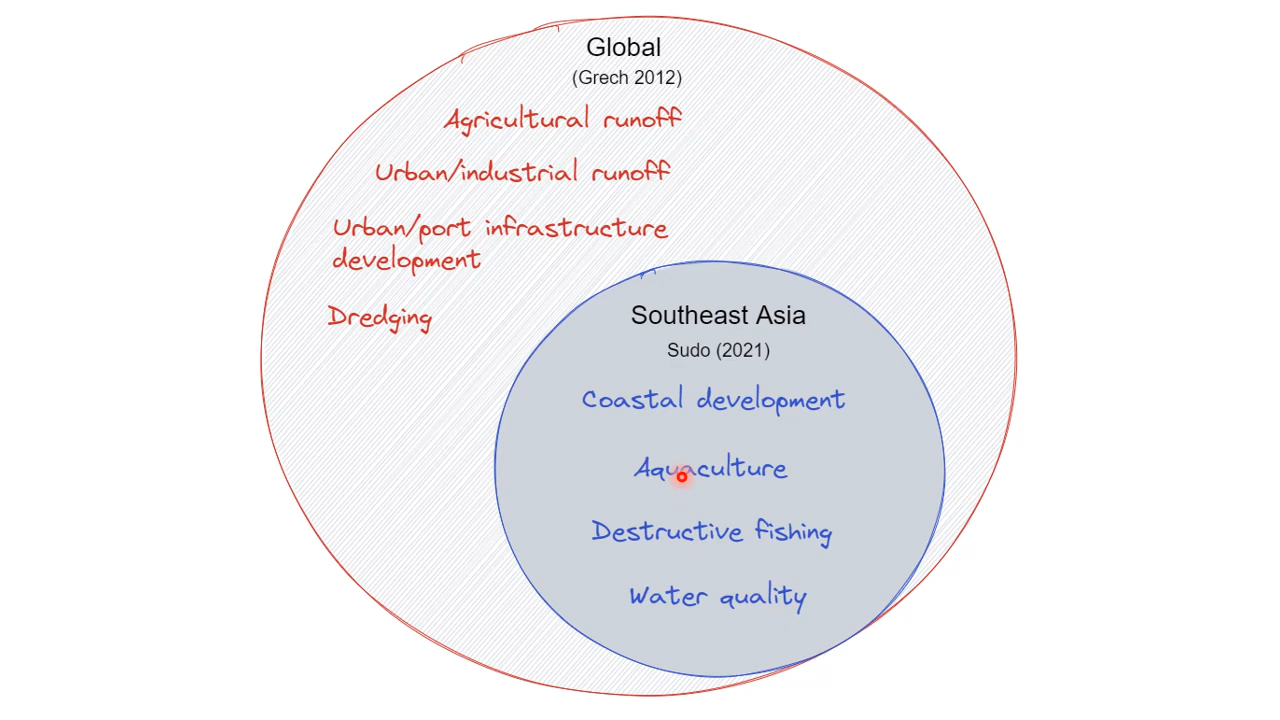 Global
(Grech 2012)
Agricultural runoff
Urban/industrial runoff
Urban/port infrastructure
development
Dredging
Southeast Asia
Sudo (2021)
Coastal development
Aquaculture
Destructive fishing
Water quality